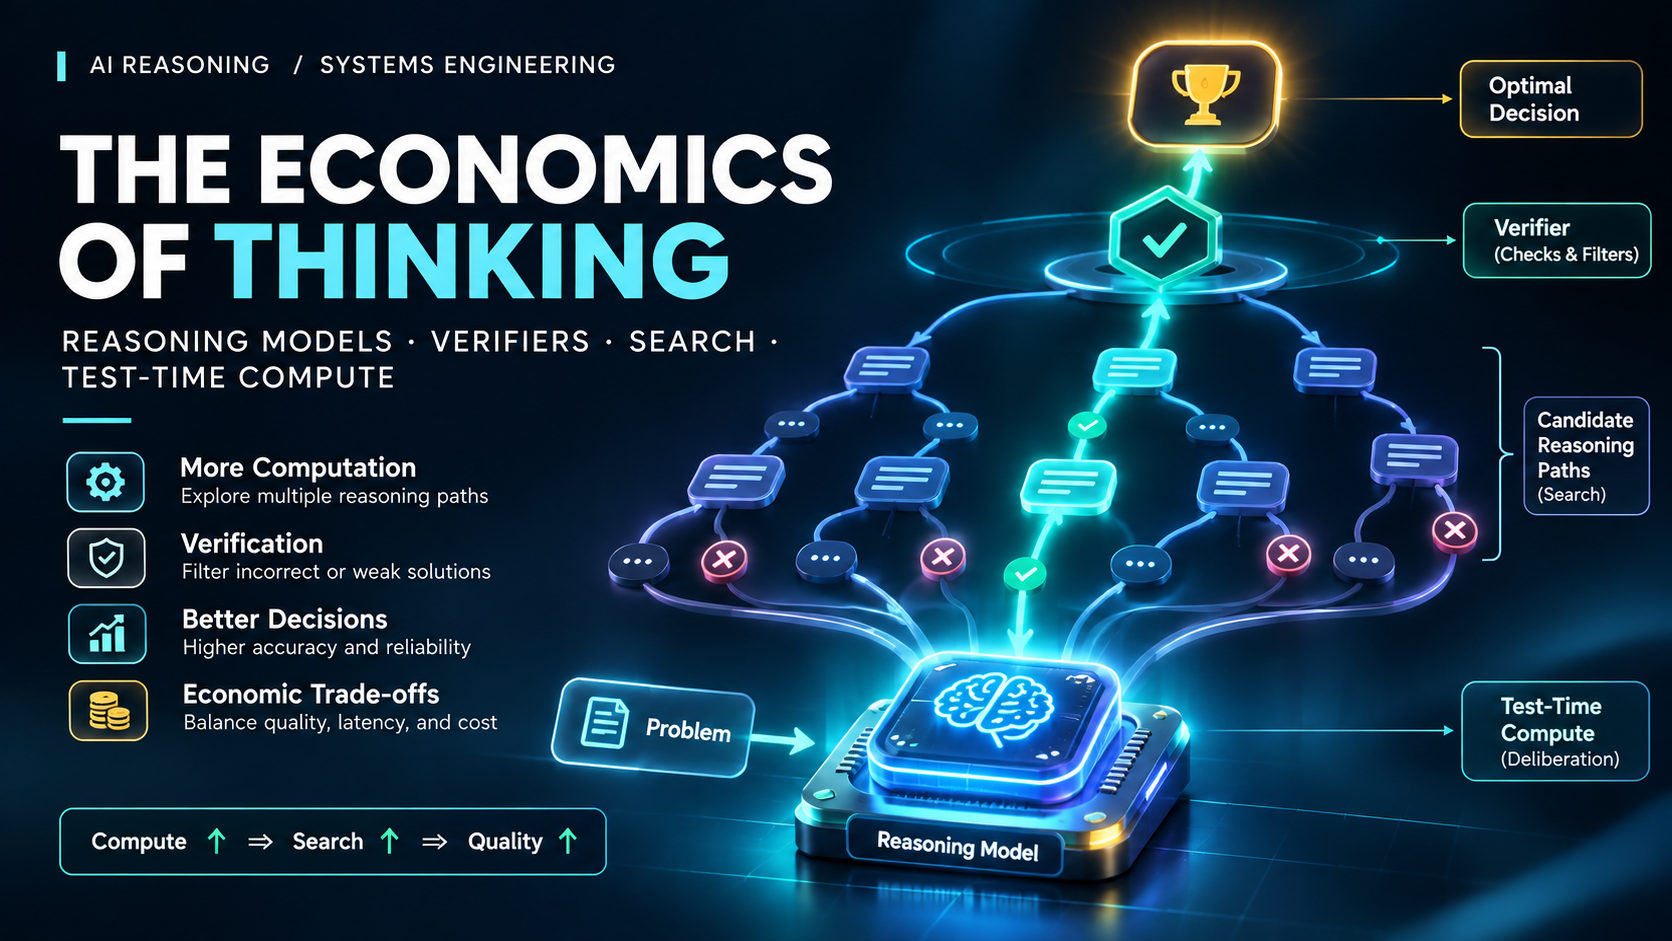 AI REASONING / SYSTEMS ENGINEERING
THE ECONOMICS
OF THINKING
REASONING MODELS · VERIFIERS · SEARCH ·
TEST-TIME COMPUTE
More Computation
Explore multiple reasoning paths
Verification
Filter incorrect or weak solutions
Better Decisions
Higher accuracy and reliability
Economic Trade-offs
Balance quality, latency, and cost
Compute ↑ ⇒ Search ↑ ⇒ Quality ↑
Problem
Reasoning Model
Optimal
Decision
Verifier
(Checks & Filters)
Candidate
Reasoning
Paths
(Search)
Test-Time
Compute
(Deliberation)